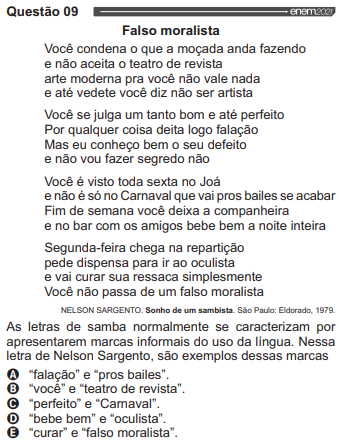 Questão 09 enem2021
Falso moralista
Você condena o que a moçada anda fazendo
e não aceita o teatro de revista
arte moderna pra você não vale nada
e até vedete você diz não ser artista
Você se julga um tanto bom e até perfeito
Por qualquer coisa deita logo falação
Mas eu conheço bem o seu defeito
e não vou fazer segredo não
Você é visto toda sexta no Joá
e não é só no Carnaval que vai pros bailes se acabar
Fim de semana você deixa a companheira
e no bar com os amigos bebe bem a noite inteira
Segunda-feira chega na repartição
pede dispensa para ir ao oculista
e vai curar sua ressaca simplesmente
Você não passa de um falso moralista
NELSON SARGENTO. Sonho de um sambista. São Paulo: Eldorado, 1979.
As letras de samba normalmente se caracterizam por
apresentarem marcas informais do uso da língua. Nessa
letra de Nelson Sargento, são exemplos dessas marcas
A "falação" e "pros bailes".
B "você" e "teatro de revista".
C "perfeito" e "Carnaval".
D "bebe bem" e "oculista".
E "curar" e "falso moralista".